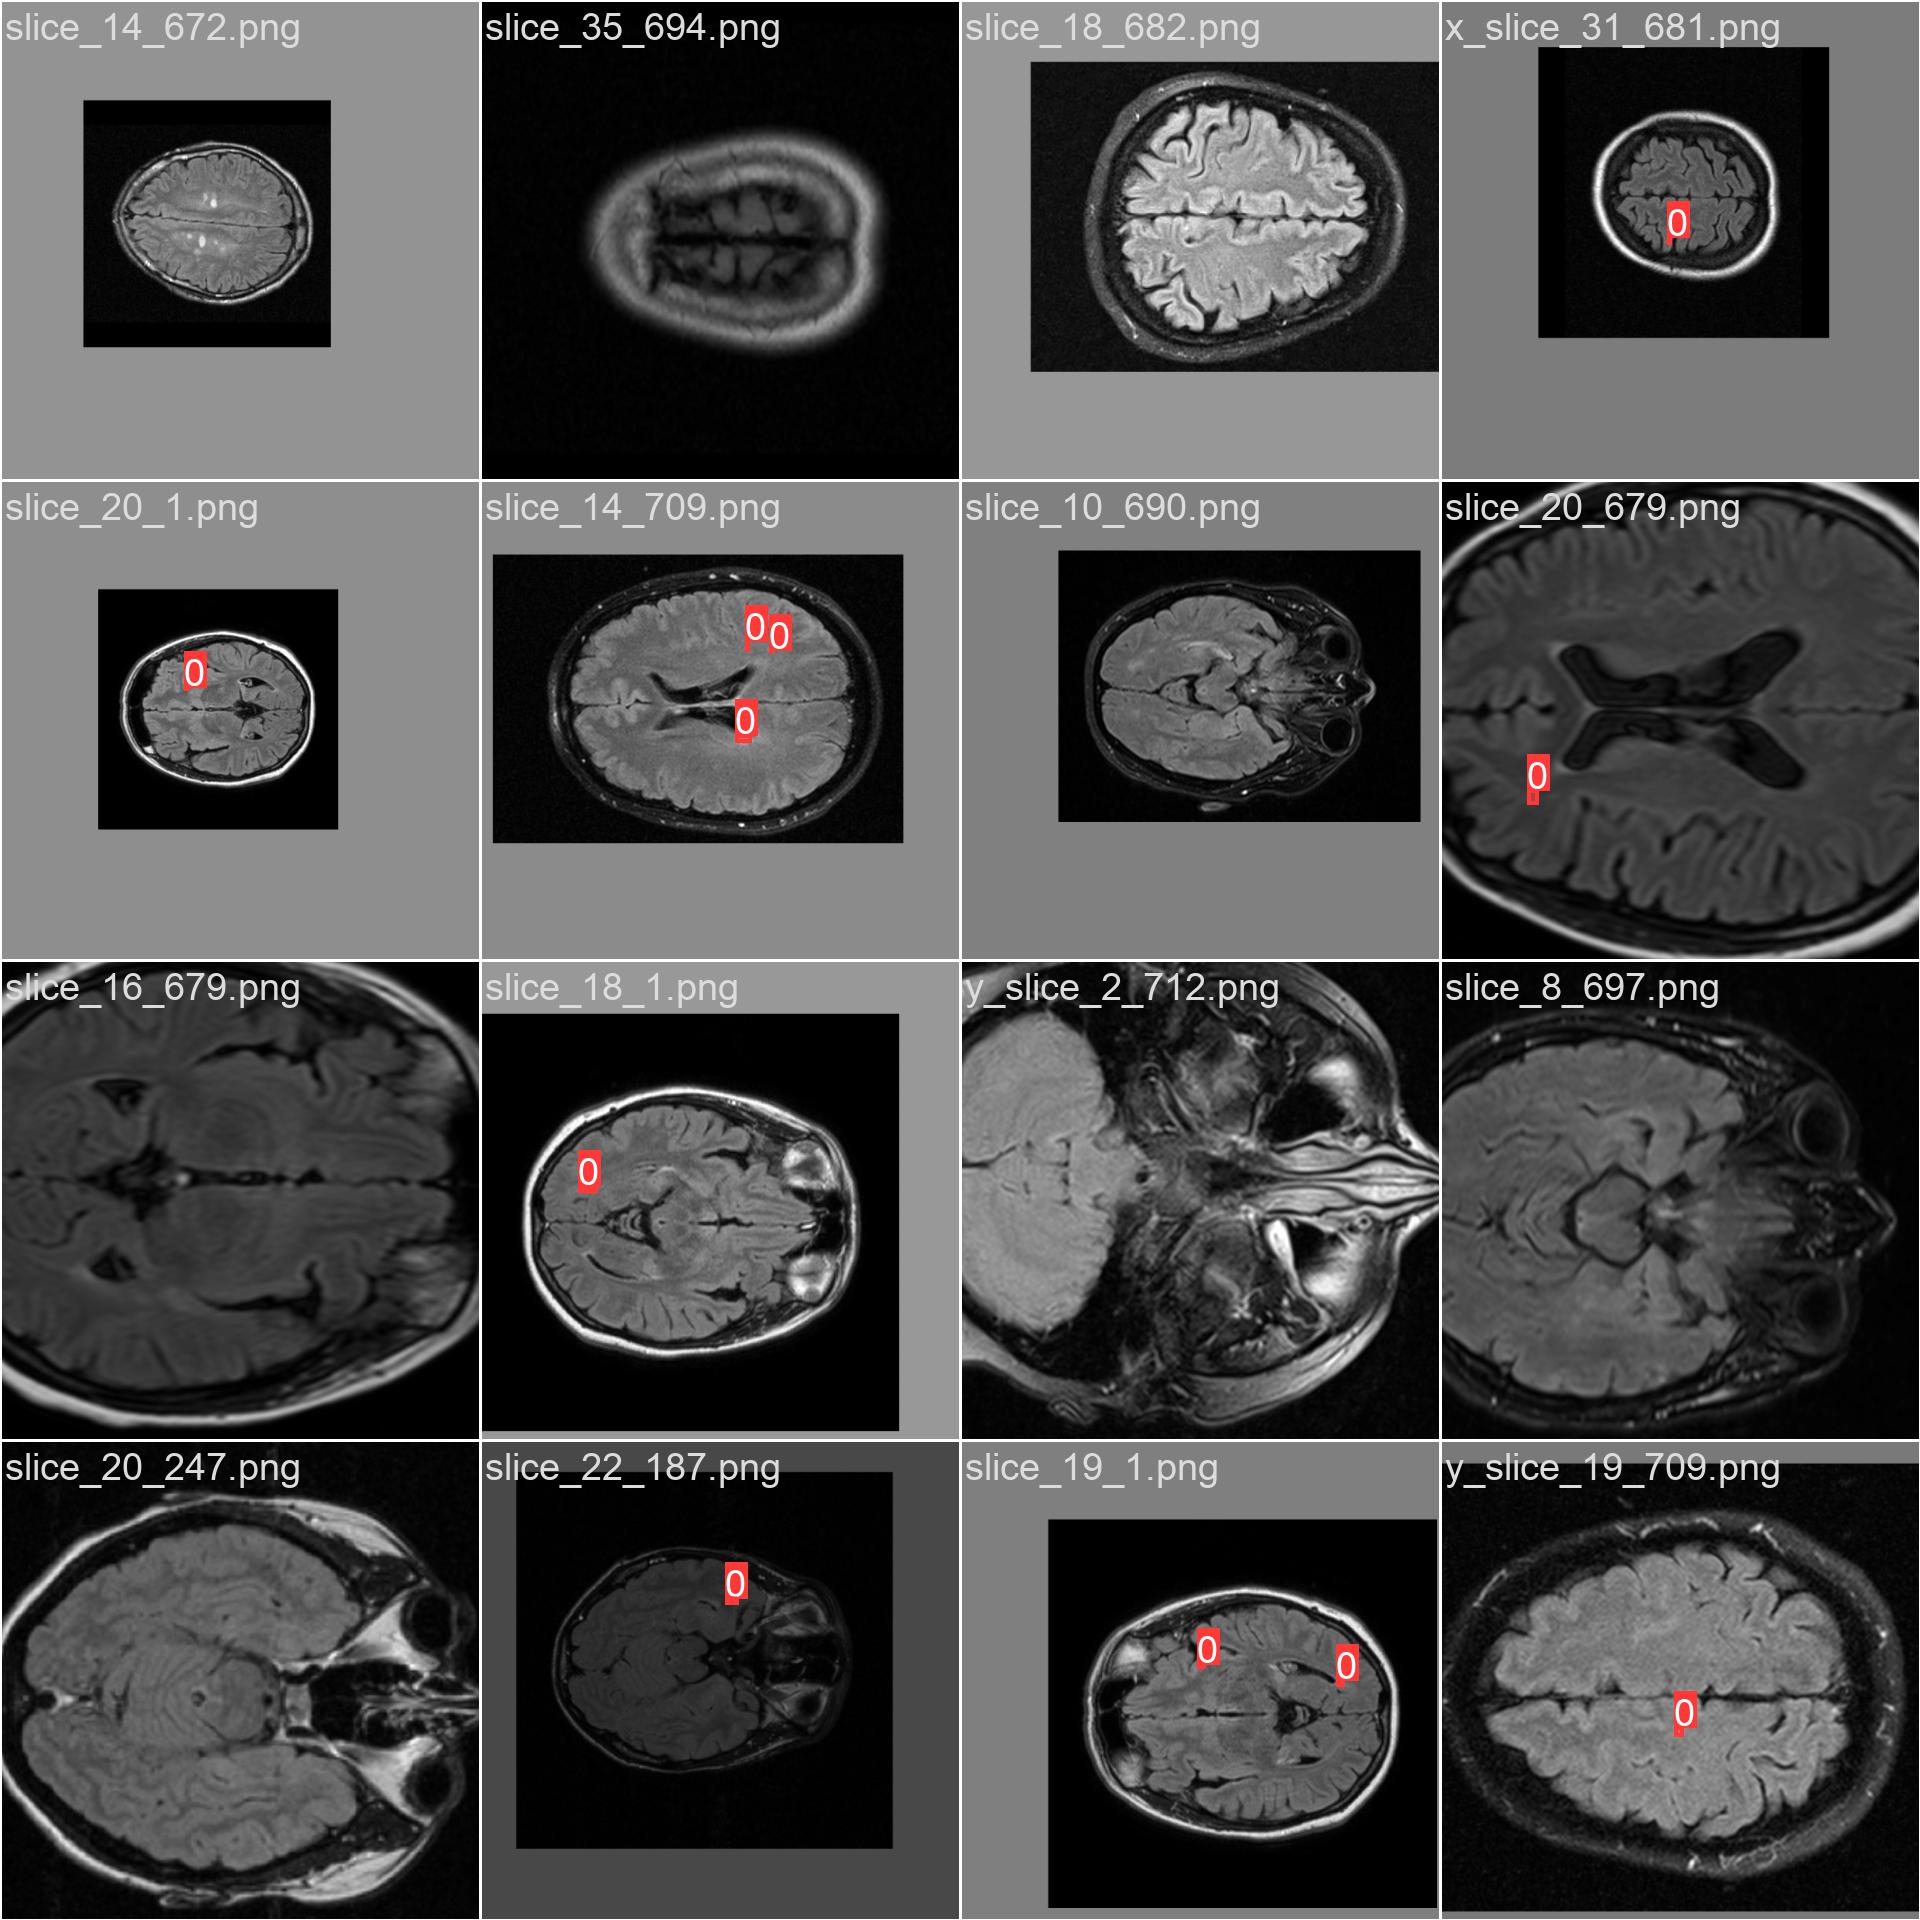 slice_14_672.png
slice_35_694.png
slice_18_682.png
x_slice_31_681.png
0
slice_20_1.png
0
slice_14_709.png
0
0
0
slice_10_690.png
slice_20_679.png
0
slice_16_679.png
slice_18_1.png
0
y_slice_2_712.png
slice_8_697.png
slice_20_247.png
slice_22_187.png
0
slice_19_1.png
0
0
y_slice_19_709.png
0